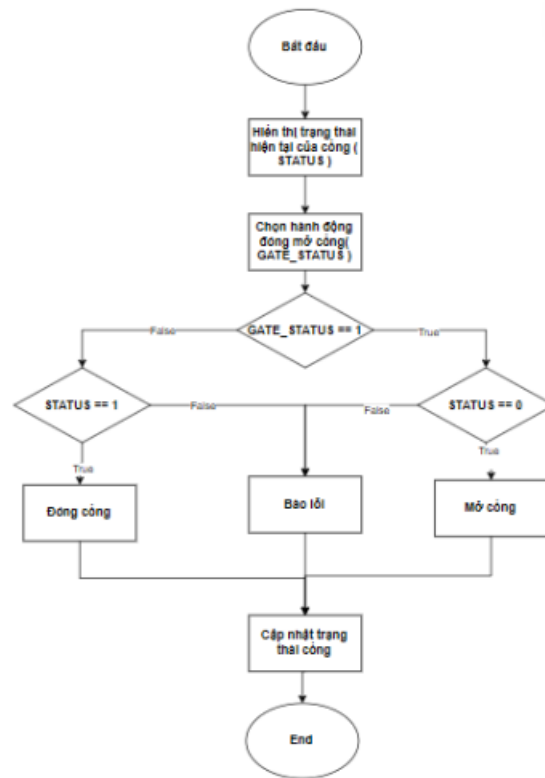 Bắt đầu
Hiển thị trạng thái
hiện tại của cổng (
STATUS )
Chọn hành động
đóng mở cổng(
GATE_STATUS )
GATE_STATUS == 1
False
True
STATUS == 1
False
False
STATUS == 0
True
True
Đóng cổng
Báo lỗi
Mở cổng
Cập nhật trạng
thái cổng
End